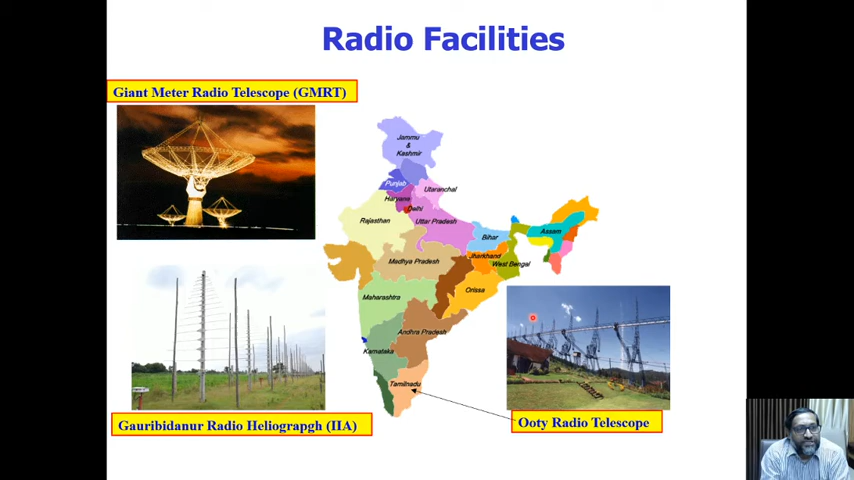 Radio Facilities
Giant Meter Radio Telescope (GMRT)
Jammu
&
Kashmir
Punjab
Utaranchal
Haryana
Delhi
Rajasthan
Uttar Pradesh
Bihar
Assam
Jharkhand
Madhya Pradesh
West Bengal
Orissa
Maharashtra
Andhra Pradesh
Karnataka
Tamilnadu
Gauribidanur Radio Heliograpgh (IIA)
Ooty Radio Telescope